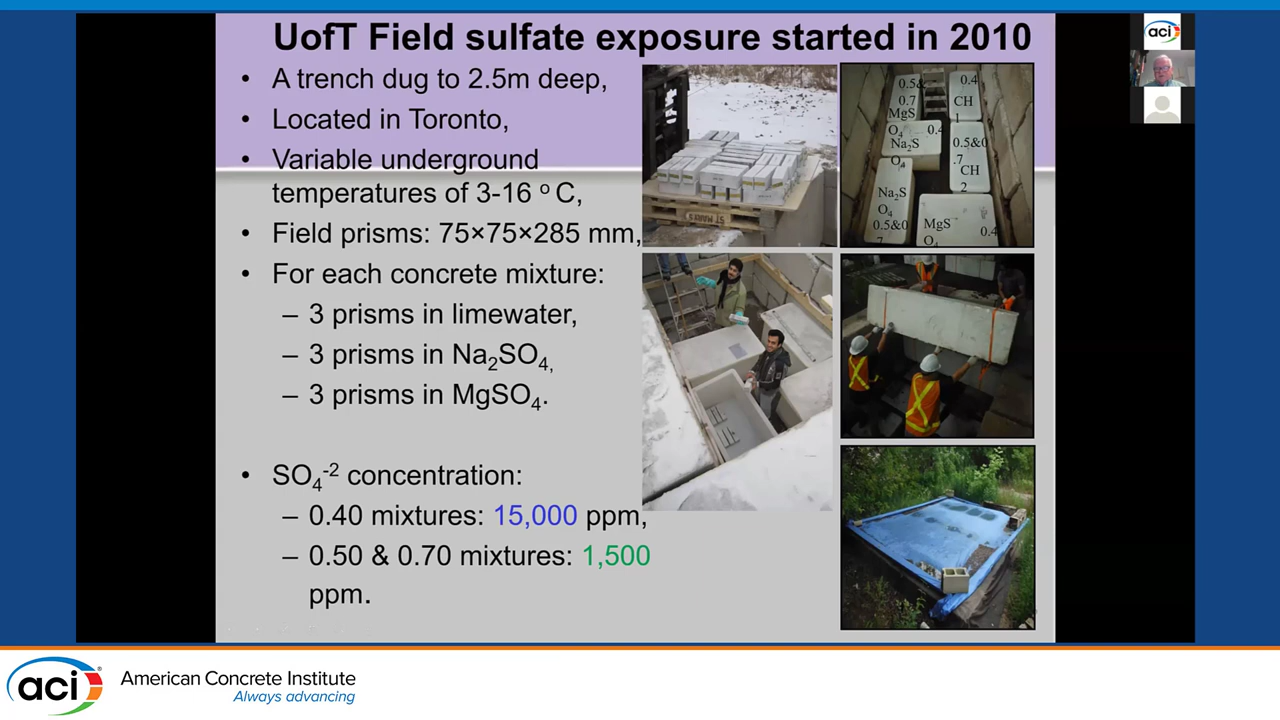 UofT Field sulfate exposure started in 2010
• A trench dug to 2.5m deep,
• Located in Toronto,
• Variable underground
temperatures of 3-16 ᵒ C,
• Field prisms: 75×75×285 mm,
• For each concrete mixture:
– 3 prisms in limewater,
– 3 prisms in Na₂SO₄,
– 3 prisms in MgSO₄.
• SO₄⁻² concentration:
– 0.40 mixtures: 15,000 ppm,
– 0.50 & 0.70 mixtures: 1,500
ppm.
0.5&
0.7
MgS
O₄
0.4
CH
1
0.4
Na₂S
O₄
0.5&0
.7
CH
2
Na₂S
O₄
0.5&0
MgS
O₄
0.4
aci
aci®
American Concrete Institute
Always advancing